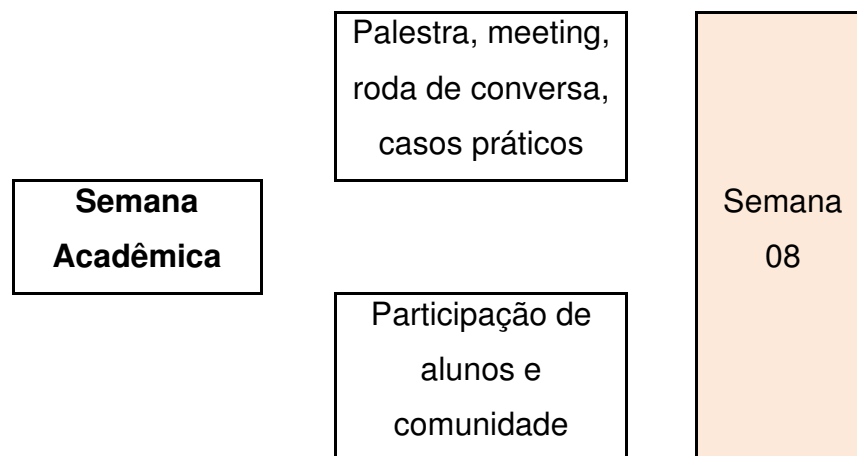 Palestra, meeting,
roda de conversa,
casos práticos
Semana
Acadêmica
Participação de
alunos e
comunidade
Semana
08